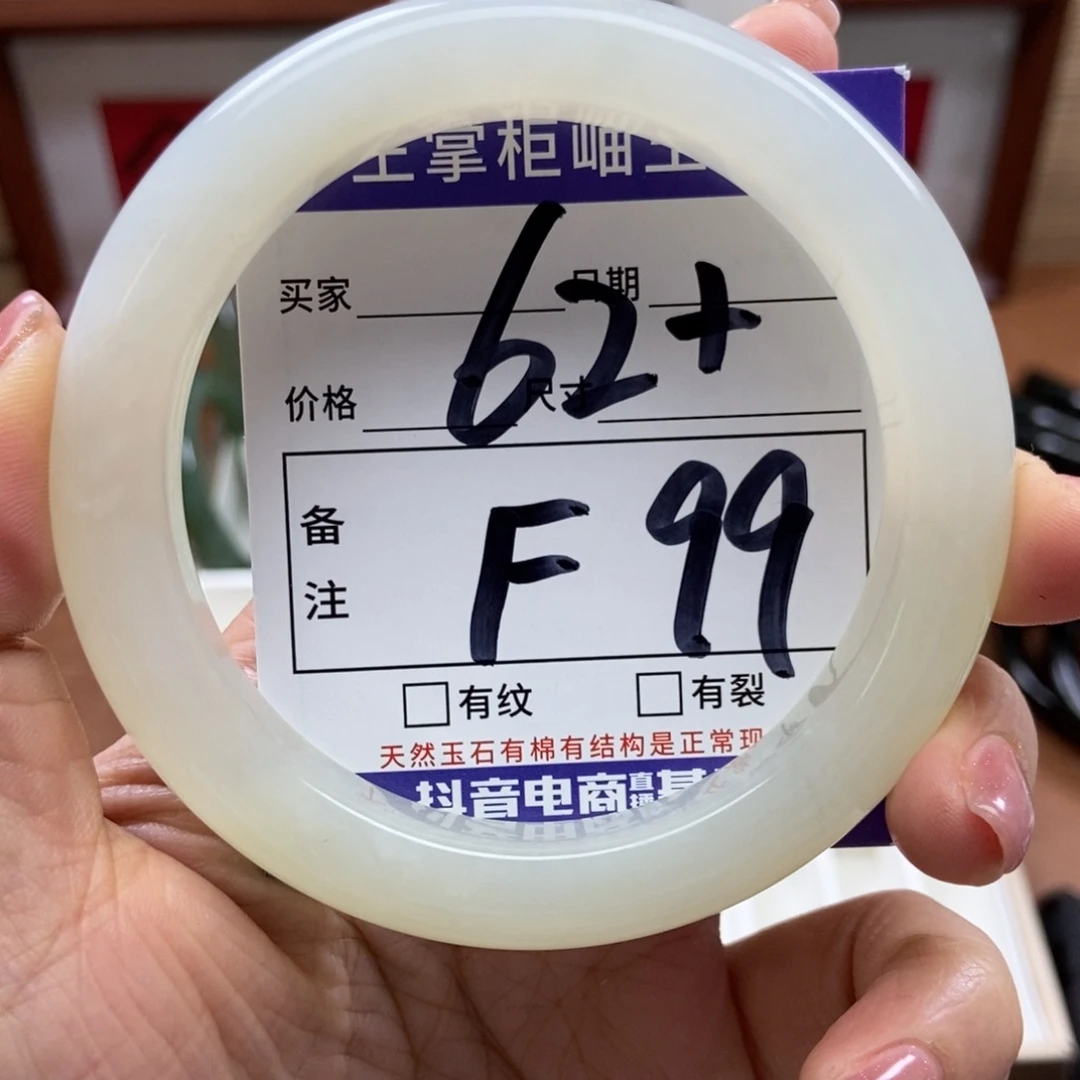 王掌柜岫玉
买家 日期
62+
价格 尺寸
备注
F 99
有纹 有裂
天然玉石有棉有结构是正常现
抖音电商直播基